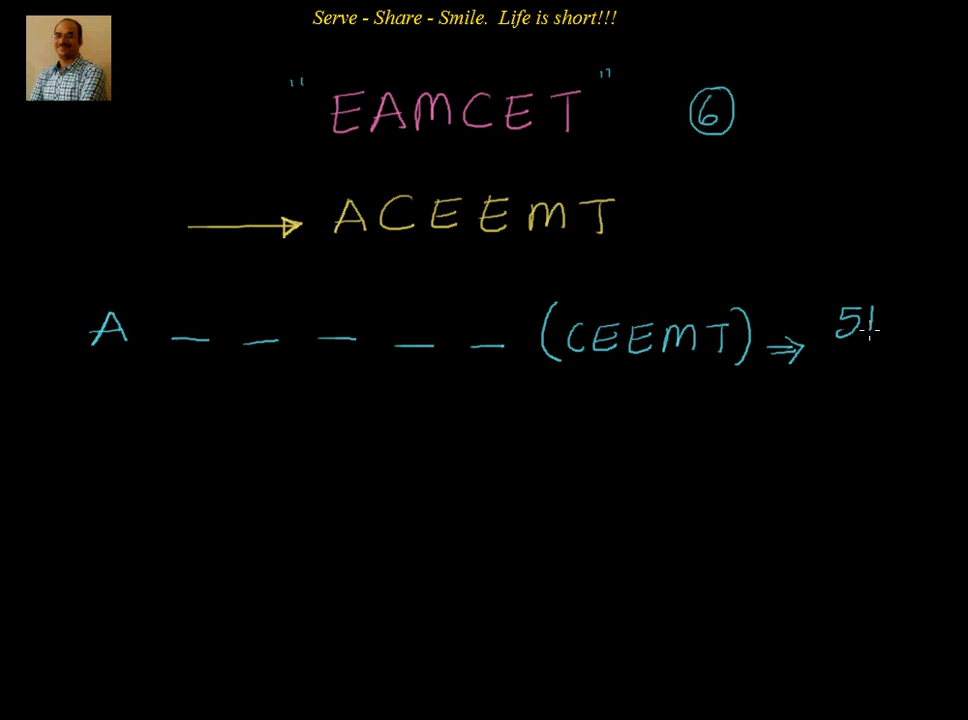 Serve - Share - Smile. Life is short!!!
"EAMCET" 6
→ ACEEMT
A _ _ _ _ _ (CEEMT) ⇒ 5!